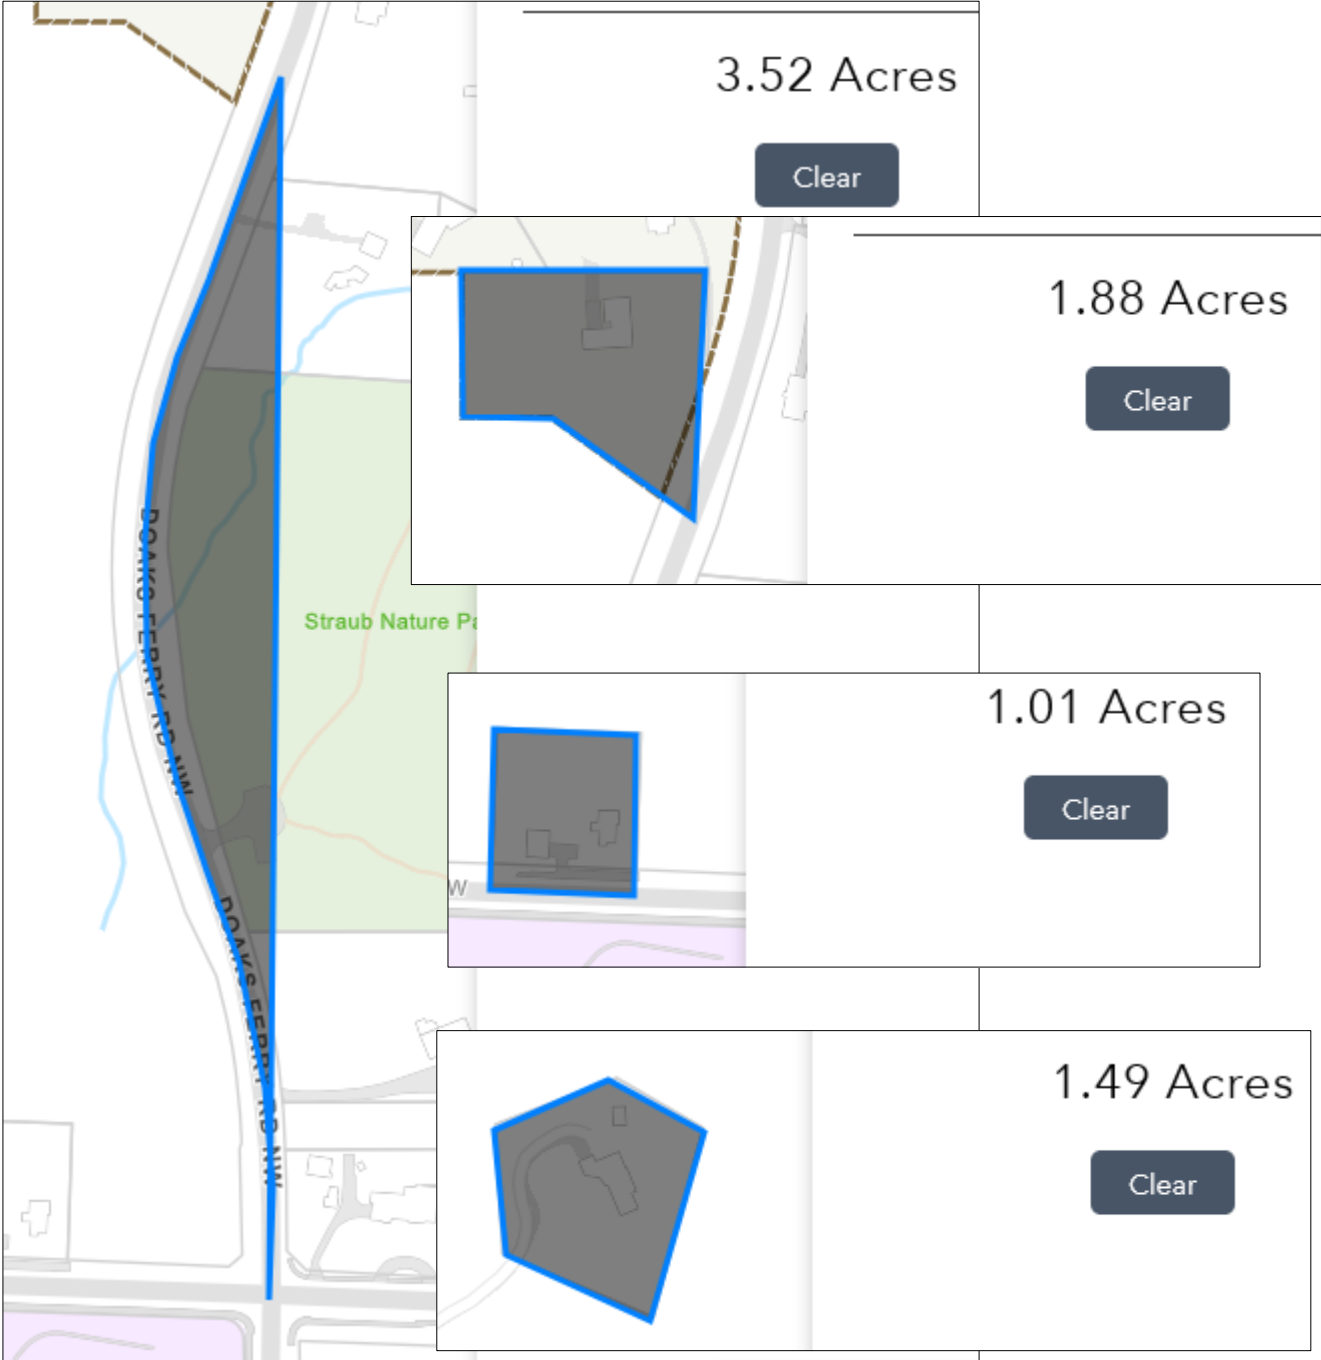 3.52 Acres
Clear
1.88 Acres
Clear
DOAKS FERRY RD NW
Straub Nature Pa
1.01 Acres
Clear
W
DOAKS FERRY RD NW
1.49 Acres
Clear